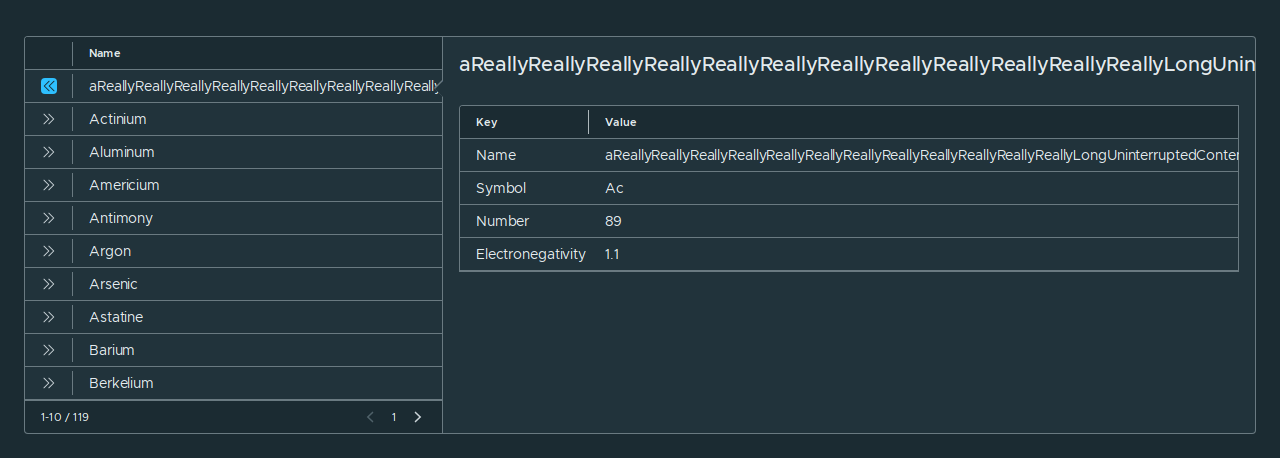 Name
aReallyReallyReallyReallyReallyReallyReallyReallyReally
Actinium
Aluminum
Americium
Antimony
Argon
Arsenic
Astatine
Barium
Berkelium
1-10 / 119
1
aReallyReallyReallyReallyReallyReallyReallyReallyReallyReallyReallyReallyLongUnin
Key Value
Name aReallyReallyReallyReallyReallyReallyReallyReallyReallyReallyReallyReallyLongUninterruptedConte
Symbol Ac
Number 89
Electronegativity 1.1